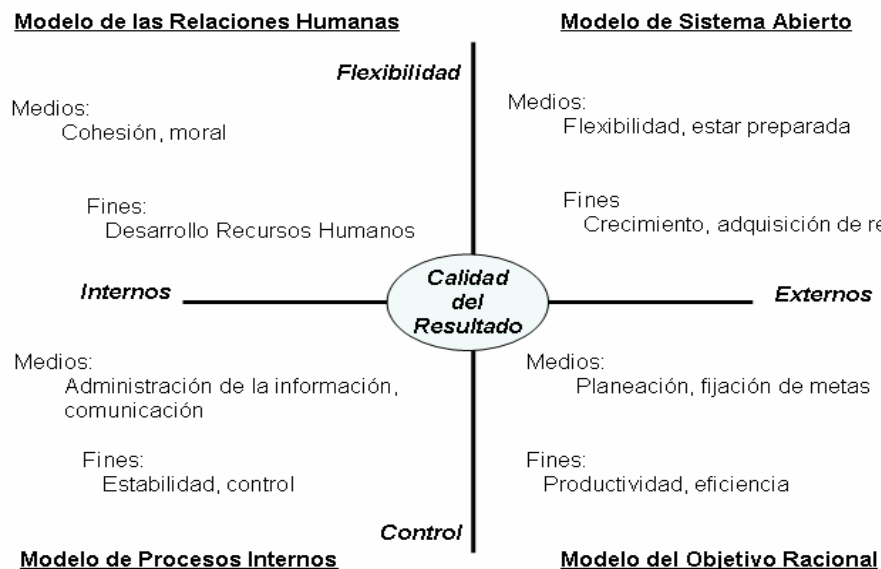 Modelo de las Relaciones Humanas
Modelo de Sistema Abierto
Flexibilidad
Medios:
Cohesión, moral
Fines:
Desarrollo Recursos Humanos
Medios:
Flexibilidad, estar preparada
Fines
Crecimiento, adquisición de
Internos
Calidad
del
Resultado
Externos
Medios:
Administración de la información,
comunicación
Fines:
Estabilidad, control
Medios:
Planeación, fijación de metas
Fines:
Productividad, eficiencia
Control
Modelo de Procesos Internos
Modelo del Objetivo Racional